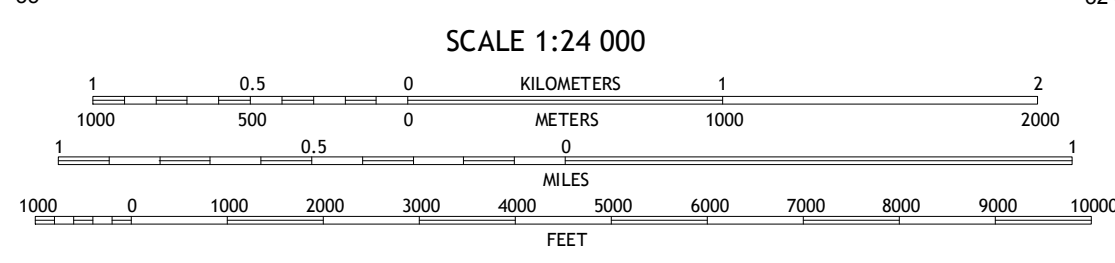 SCALE 1:24 000
1 0.5 0 KILOMETERS 1 2
1000 500 0 METERS 1000 2000
1 0.5 0 1
MILES
1000 0 1000 2000 3000 4000 5000 6000 7000 8000 9000 10000
FEET